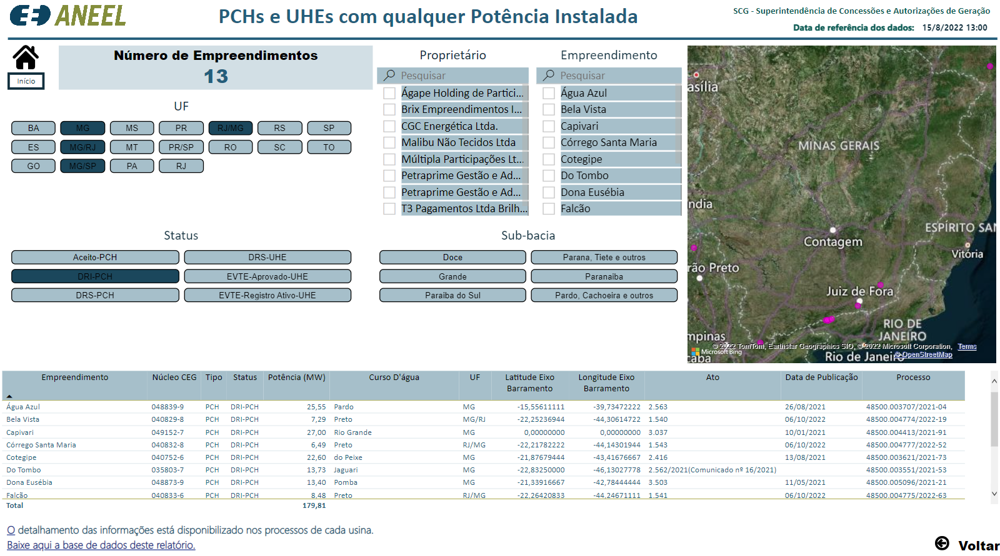 ANEEL
PCHs e UHEs com qualquer Potência Instalada
SCG - Superintendência de Concessões e Autorizações de Geração
Data de referência dos dados: 15/8/2022 13:00
Início
Número de Empreendimentos
13
UF
BA MG MS PR RJ/MG RS SP
ES MG/RJ MT PR/SP RO SC TO
GO MG/SP PA RJ
Proprietário
Pesquisar
Ágape Holding de Partici...
Brix Empreendimentos I...
CGC Energética Ltda.
Malibu Não Tecidos Ltda
Múltipla Participações Lt...
Petraprime Gestão e Ad...
Petraprime Gestão e Ad...
T3 Pagamentos Ltda Brilh...
Empreendimento
Pesquisar
Água Azul
Bela Vista
Capivari
Córrego Santa Maria
Cotegipe
Do Tombo
Dona Eusébia
Falcão
Status
Aceito-PCH DRS-UHE
DRI-PCH EVTE-Aprovado-UHE
DRS-PCH EVTE-Registro Ativo-UHE
Sub-bacia
Doce Parana, Tiete e outros
Grande Paranaiba
Paraiba do Sul Pardo, Cachoeira e outros
asília
MINAS GERAIS
ndia
ESPÍRITO SAN
Contagem
Vitória
rão Preto
Juiz de Fora
RIO DE
JANEIRO
mpinas
© 2022 TomTom, Earthstar Geographics SIO, © 2022 Microsoft Corporation, Terms
Microsoft Bing
© OpenStreetMap
caba
Rio de Janeiro
Empreendimento Núcleo CEG Tipo Status Potência (MW) Curso D'água UF Latitude Eixo Barramento Longitude Eixo Barramento Ato Data de Publicação Processo
Água Azul 048839-9 PCH DRI-PCH 25,55 Pardo MG -15,55611111 -39,73472222 2.563 26/08/2021 48500.003707/2021-04
Bela Vista 040829-8 PCH DRI-PCH 7,29 Preto MG/RJ -22,25236944 -44,30614722 1.540 06/10/2022 48500.004774/2022-19
Capivari 049152-7 PCH DRI-PCH 27,00 Rio Grande MG 0,00000000 0,00000000 3.037 10/01/2021 48500.004413/2021-91
Córrego Santa Maria 040832-8 PCH DRI-PCH 6,49 Preto RJ/MG -22,21782222 -44,14301944 1.543 06/10/2022 48500.004777/2022-52
Cotegipe 040752-6 PCH DRI-PCH 22,60 do Peixe MG -21,87679444 -43,41676667 2.416 13/08/2021 48500.003621/2021-73
Do Tombo 035803-7 PCH DRI-PCH 13,73 Jaguari MG -22,83250000 -46,13027778 2.562/2021(Comunicado nº 16/2021) 48500.003551/2021-53
Dona Eusébia 048873-9 PCH DRI-PCH 13,40 Pomba MG -21,33916667 -42,78444444 3.503 11/05/2021 48500.005096/2021-21
Falcão 040833-6 PCH DRI-PCH 8,48 Preto RJ/MG -22,26420833 -44,24671111 1.541 06/10/2022 48500.004775/2022-63
Total 179,81
O detalhamento das informações está disponibilizado nos processos de cada usina.
Baixe aqui a base de dados deste relatório.
Voltar